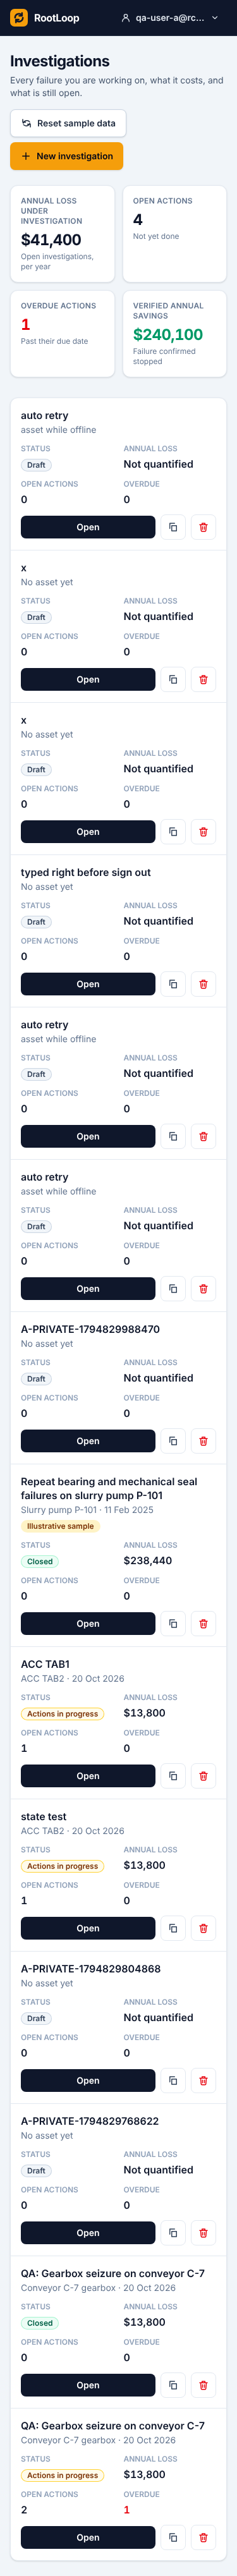 RootLoop
qa-user-a@rc...
Investigations
Every failure you are working on, what it costs, and
what is still open.
Reset sample data
New investigation
ANNUAL LOSS
UNDER
INVESTIGATION
$41,400
Open investigations,
per year
OPEN ACTIONS
4
Not yet done
OVERDUE ACTIONS
1
Past their due date
VERIFIED ANNUAL
SAVINGS
$240,100
Failure confirmed
stopped
auto retry
asset while offline
STATUS ANNUAL LOSS
Draft Not quantified
OPEN ACTIONS OVERDUE
0 0
Open
x
No asset yet
STATUS ANNUAL LOSS
Draft Not quantified
OPEN ACTIONS OVERDUE
0 0
Open
x
No asset yet
STATUS ANNUAL LOSS
Draft Not quantified
OPEN ACTIONS OVERDUE
0 0
Open
typed right before sign out
No asset yet
STATUS ANNUAL LOSS
Draft Not quantified
OPEN ACTIONS OVERDUE
0 0
Open
auto retry
asset while offline
STATUS ANNUAL LOSS
Draft Not quantified
OPEN ACTIONS OVERDUE
0 0
Open
auto retry
asset while offline
STATUS ANNUAL LOSS
Draft Not quantified
OPEN ACTIONS OVERDUE
0 0
Open
A-PRIVATE-1794829988470
No asset yet
STATUS ANNUAL LOSS
Draft Not quantified
OPEN ACTIONS OVERDUE
0 0
Open
Repeat bearing and mechanical seal
failures on slurry pump P-101
Slurry pump P-101 · 11 Feb 2025
Illustrative sample
STATUS ANNUAL LOSS
Closed $238,440
OPEN ACTIONS OVERDUE
0 0
Open
ACC TAB1
ACC TAB2 · 20 Oct 2026
STATUS ANNUAL LOSS
Actions in progress $13,800
OPEN ACTIONS OVERDUE
1 0
Open
state test
ACC TAB2 · 20 Oct 2026
STATUS ANNUAL LOSS
Actions in progress $13,800
OPEN ACTIONS OVERDUE
1 0
Open
A-PRIVATE-1794829804868
No asset yet
STATUS ANNUAL LOSS
Draft Not quantified
OPEN ACTIONS OVERDUE
0 0
Open
A-PRIVATE-1794829768622
No asset yet
STATUS ANNUAL LOSS
Draft Not quantified
OPEN ACTIONS OVERDUE
0 0
Open
QA: Gearbox seizure on conveyor C-7
Conveyor C-7 gearbox · 20 Oct 2026
STATUS ANNUAL LOSS
Closed $13,800
OPEN ACTIONS OVERDUE
0 0
Open
QA: Gearbox seizure on conveyor C-7
Conveyor C-7 gearbox · 20 Oct 2026
STATUS ANNUAL LOSS
Actions in progress $13,800
OPEN ACTIONS OVERDUE
2 1
Open